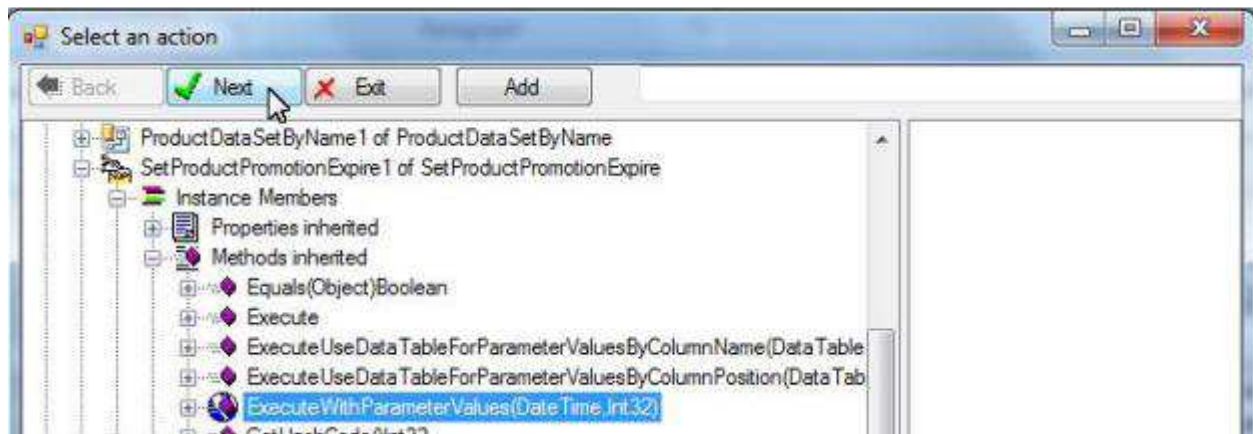 Select an action
Back Next Exit Add
ProductDataSetByName1 of ProductDataSetByName
SetProductPromotionExpire1 of SetProductPromotionExpire
Instance Members
Properties inherited
Methods inherited
Equals(Object)Boolean
Execute
ExecuteUseDataTableForParameterValuesByColumnName(DataTable
ExecuteUseDataTableForParameterValuesByColumnPosition(DataTab
ExecuteWithParameterValues(DateTime,Int32)